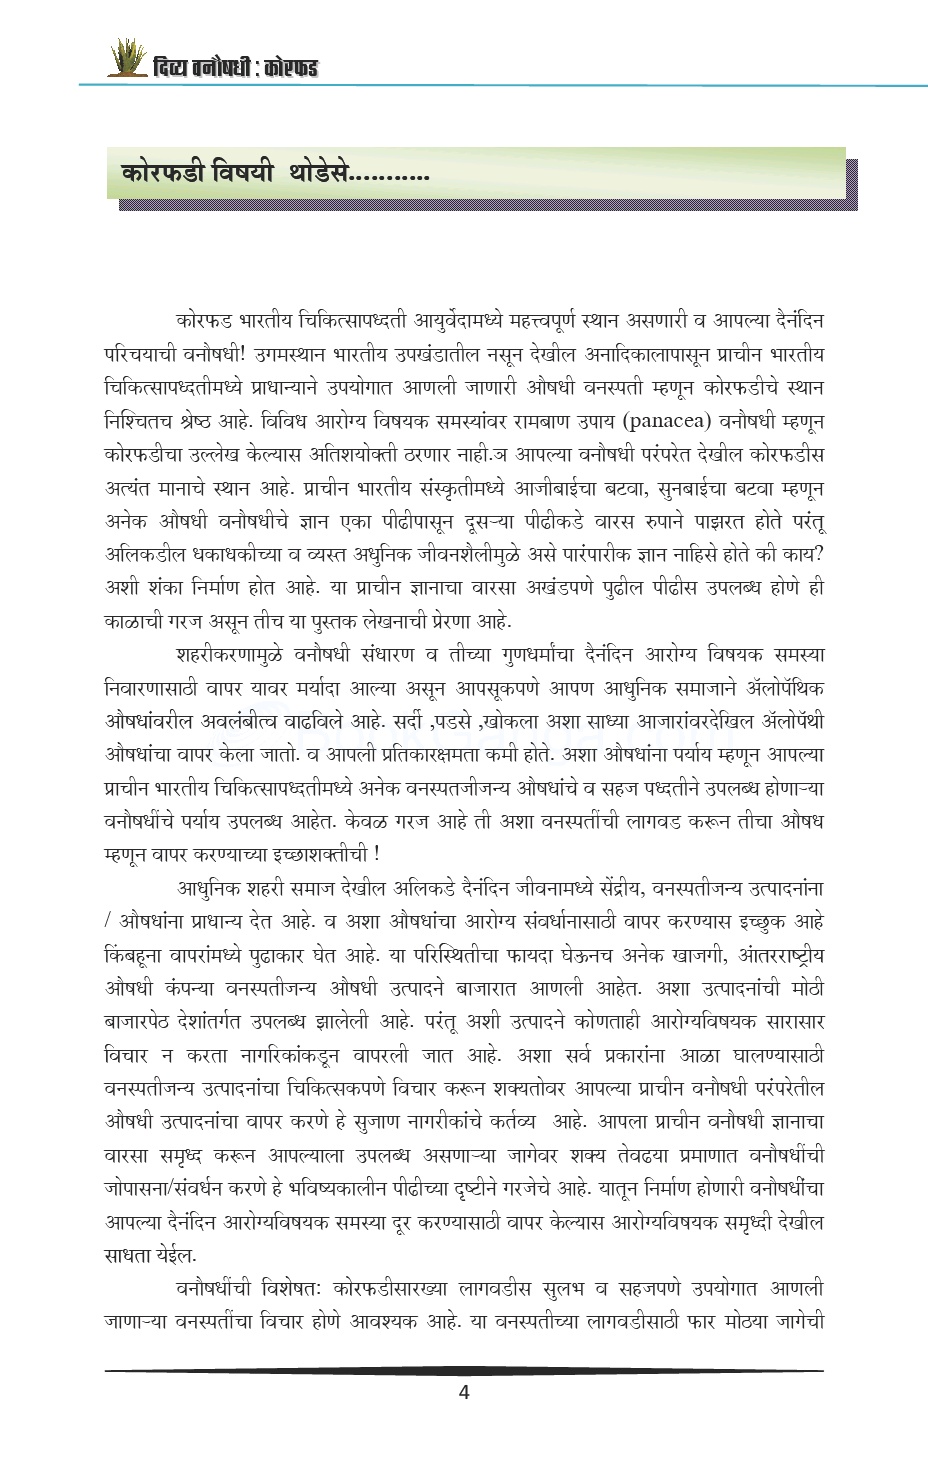 दिव्य वनौषधी : कोरफड
कोरफडी विषयी थोडेसे...........
कोरफड भारतीय चिकित्सापध्दती आयुर्वेदामध्ये महत्त्वपूर्ण स्थान असणारी व आपल्या दैनंदिन
परिचयाची वनौषधी! उगमस्थान भारतीय उपखंडातील नसून देखील अनादिकालापासून प्राचीन भारतीय
चिकित्सापध्दतीमध्ये प्राधान्याने उपयोगात आणली जाणारी औषधी वनस्पती म्हणून कोरफडीचे स्थान
निश्चितच श्रेष्ठ आहे. विविध आरोग्य विषयक समस्यांवर रामबाण उपाय (panacea) वनौषधी म्हणून
कोरफडीचा उल्लेख केल्यास अतिशयोक्ती ठरणार नाही.ञ आपल्या वनौषधी परंपरेत देखील कोरफडीस
अत्यंत मानाचे स्थान आहे. प्राचीन भारतीय संस्कृतीमध्ये आजीबाईचा बटवा, सुनबाईचा बटवा म्हणून
अनेक औषधी वनौषधीचे ज्ञान एका पीढीपासून दूसऱ्या पीढीकडे वारस रुपाने पाझरत होते परंतू
अलिकडील धकाधकीच्या व व्यस्त अधुनिक जीवनशैलीमुळे असे पारंपारीक ज्ञान नाहिसे होते की काय?
अशी शंका निर्माण होत आहे. या प्राचीन ज्ञानाचा वारसा अखंडपणे पुढील पीढीस उपलब्ध होणे ही
काळाची गरज असून तीच या पुस्तक लेखनाची प्रेरणा आहे.
शहरीकरणामुळे वनौषधी संधारण व तीच्या गुणधर्मांचा दैनंदिन आरोग्य विषयक समस्या
निवारणासाठी वापर यावर मर्यादा आल्या असून आपसूकपणे आपण आधुनिक समाजाने ॲलोपॅथिक
औषधांवरील अवलंबीत्व वाढविले आहे. सर्दी ,पडसे ,खोकला अशा साध्या आजारांवरदेखिल ॲलोपॅथी
औषधांचा वापर केला जातो. व आपली प्रतिकारक्षमता कमी होते. अशा औषधांना पर्याय म्हणून आपल्या
प्राचीन भारतीय चिकित्सापध्दतीमध्ये अनेक वनस्पतजीजन्य औषधांचे व सहज पध्दतीने उपलब्ध होणाऱ्या
वनौषधींचे पर्याय उपलब्ध आहेत. केवळ गरज आहे ती अशा वनस्पतींची लागवड करून तीचा औषध
म्हणून वापर करण्याच्या इच्छाशक्तीची !
आधुनिक शहरी समाज देखील अलिकडे दैनंदिन जीवनामध्ये सेंद्रीय, वनस्पतीजन्य उत्पादनांना
/ औषधांना प्राधान्य देत आहे. व अशा औषधांचा आरोग्य संवर्धानासाठी वापर करण्यास इच्छुक आहे
किंबहूना वापरांमध्ये पुढाकार घेत आहे. या परिस्थितीचा फायदा घेऊनच अनेक खाजगी, आंतरराष्ट्रीय
औषधी कंपन्या वनस्पतीजन्य औषधी उत्पादने बाजारात आणली आहेत. अशा उत्पादनांची मोठी
बाजारपेठ देशांतर्गत उपलब्ध झालेली आहे. परंतू अशी उत्पादने कोणताही आरोग्यविषयक सारासार
विचार न करता नागरिकांकडून वापरली जात आहे. अशा सर्व प्रकारांना आळा घालण्यासाठी
वनस्पतीजन्य उत्पादनांचा चिकित्सकपणे विचार करून शक्यतोवर आपल्या प्राचीन वनौषधी परंपरेतील
औषधी उत्पादनांचा वापर करणे हे सुजाण नागरीकांचे कर्तव्य आहे. आपला प्राचीन वनौषधी ज्ञानाचा
वारसा समृध्द करून आपल्याला उपलब्ध असणाऱ्या जागेवर शक्य तेवढया प्रमाणात वनौषधींची
जोपासना/संवर्धन करणे हे भविष्यकालीन पीढीच्या दृष्टीने गरजेचे आहे. यातून निर्माण होणारी वनौषधींचा
आपल्या दैनंदिन आरोग्यविषयक समस्या दूर करण्यासाठी वापर केल्यास आरोग्यविषयक समृध्दी देखील
साधता येईल.
वनौषधींची विशेषत: कोरफडीसारख्या लागवडीस सुलभ व सहजपणे उपयोगात आणली
जाणाऱ्या वनस्पतींचा विचार होणे आवश्यक आहे. या वनस्पतीच्या लागवडीसाठी फार मोठया जागेची
4